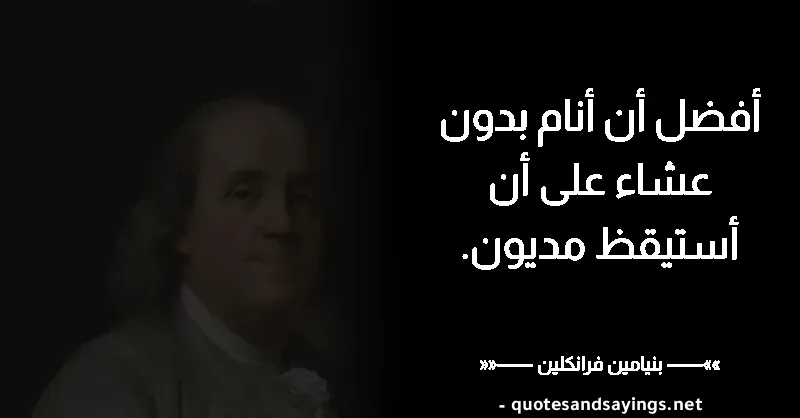 أفضل أن أنام بدون
عشاء على أن
أستيقظ مديون.
»»—— بنيامين فرانكلين ——««
- quotesandsayings.net